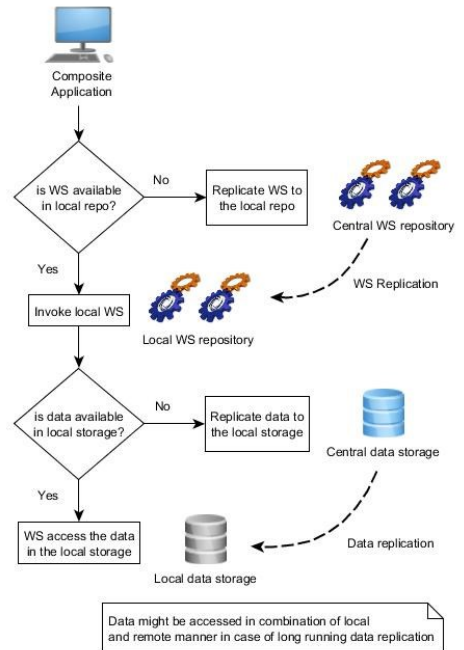 Composite
Application
is WS available
in local repo?
No
Replicate WS to
the local repo
Central WS repository
Yes
WS Replication
Invoke local WS
Local WS repository
is data available
in local storage?
No
Replicate data to
the local storage
Central data storage
Yes
WS access the data
in the local storage
Data replication
Local data storage
Data might be accessed in combination of local
and remote manner in case of long running data replication